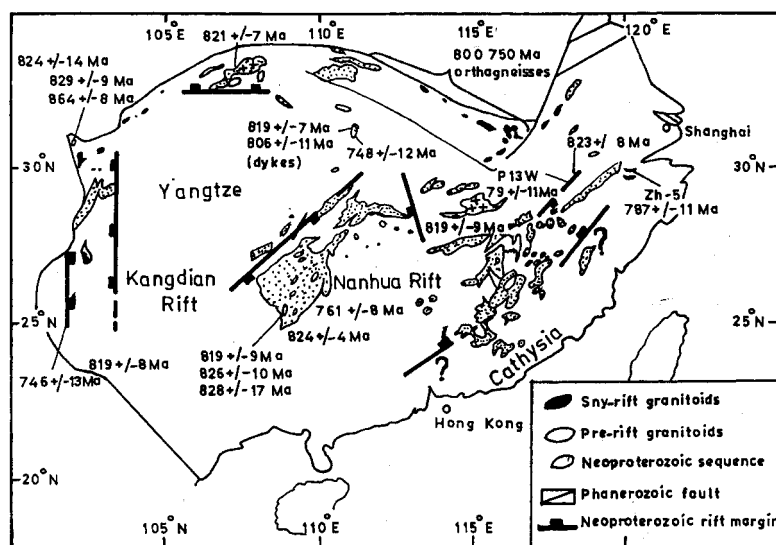 105°E
110°E
115°E
120°E
824+/-14 Ma
829+/-9 Ma
864+/-8 Ma
821+/-7 Ma
800 750 Ma
orthagneisses
819+/-7 Ma
806+/-11 Ma
(dykes)
748+/-12 Ma
823+/ 8 Ma
Shanghai
30°N
30°N
P13W
79+/-11 Ma
Zh-5
787+/-11 Ma
Yangtze
819+/-9 Ma
?
Kangdian
Rift
Nanhua Rift
761+/-8 Ma
824+/-4 Ma
25°N
25°N
819+/-9 Ma
826+/-10 Ma
828+/-17 Ma
819+/-8 Ma
746+/-13 Ma
?
Cathysia
Hong Kong
20°N
Sny-rift granitoids
Pre-rift granitoids
Neoproterozoic sequence
Phanerozoic fault
Neoproterozoic rift margin
105°N
110°E
115°E